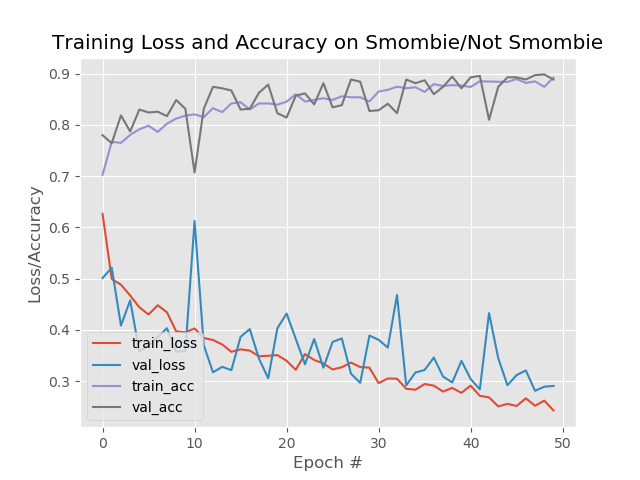 Training Loss and Accuracy on Smombie/Not Smombie
0.9
0.8
0.7
0.6
0.5
0.4
0.3
Loss/Accuracy
train_loss
val_loss
train_acc
val_acc
0 10 20 30 40 50
Epoch #